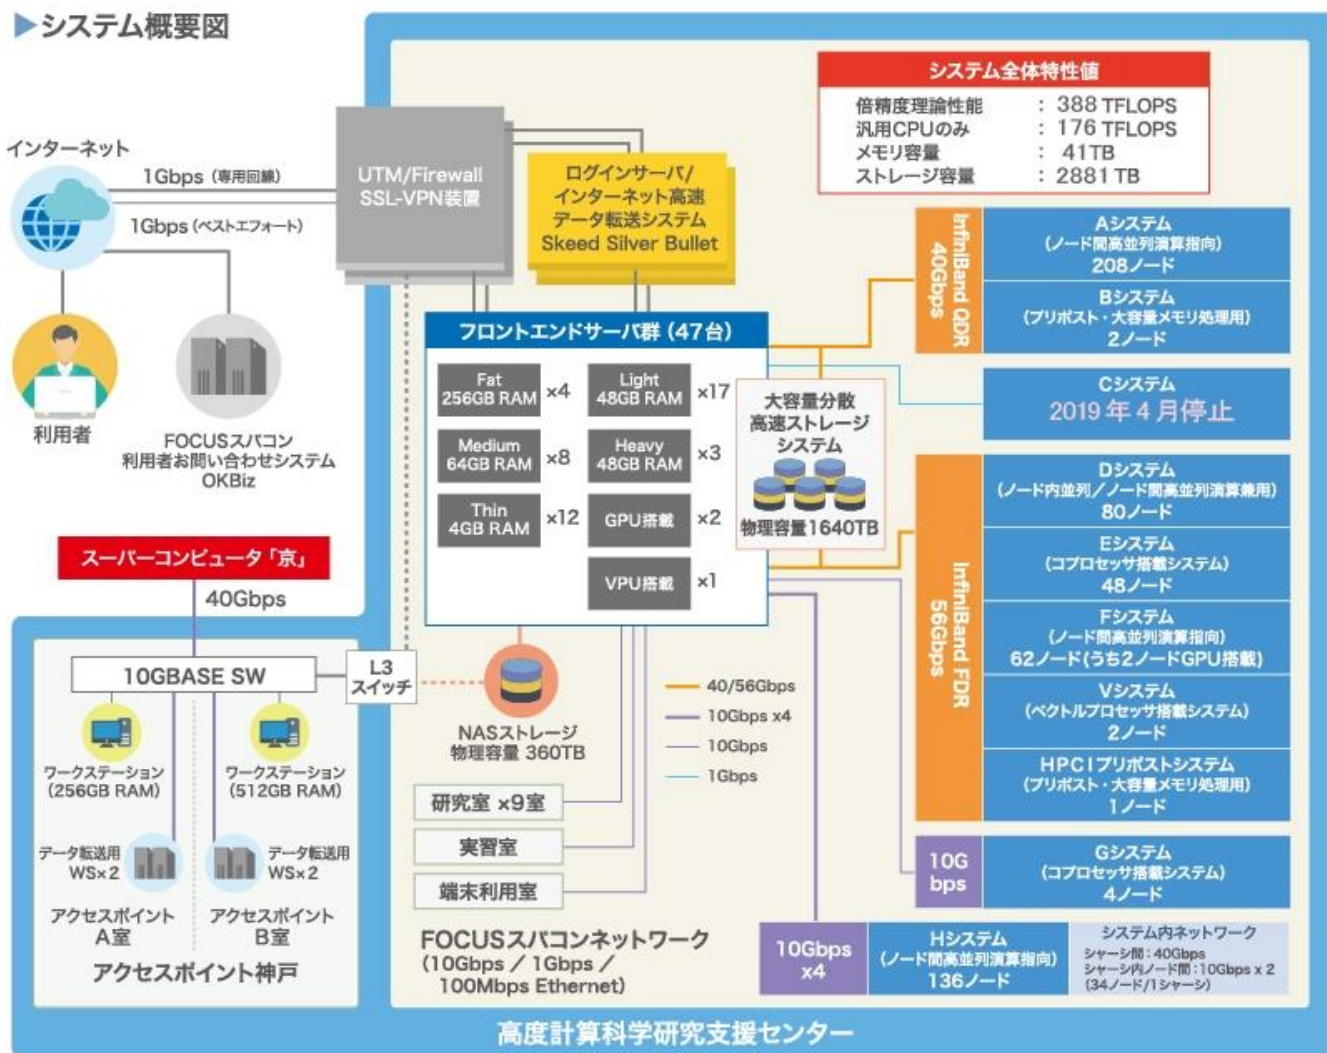 ▶システム概要図
システム全体特性値
倍精度理論性能 : 388 TFLOPS
汎用CPUのみ : 176 TFLOPS
メモリ容量 : 41TB
ストレージ容量 : 2881 TB
インターネット
1Gbps（専用回線）
1Gbps（ベストエフォート）
UTM/Firewall
SSL-VPN装置
ログインサーバ/
インターネット高速
データ転送システム
Skeed Silver Bullet
利用者
FOCUSスパコン
利用者お問い合わせシステム
OKBiz
フロントエンドサーバ群（47台）
Fat
256GB RAM
×4
Light
48GB RAM
×17
Medium
64GB RAM
×8
Heavy
48GB RAM
×3
Thin
4GB RAM
×12
GPU搭載
×2
VPU搭載
×1
大容量分散
高速ストレージ
システム
物理容量1640TB
InfiniBand QDR
40Gbps
Aシステム
(ノード間高並列演算指向)
208ノード
Bシステム
(プリポスト・大容量メモリ処理用)
2ノード
Cシステム
2019年4月停止
InfiniBand FDR
56Gbps
Dシステム
(ノード内並列／ノード間高並列演算兼用)
80ノード
Eシステム
(コプロセッサ搭載システム)
48ノード
Fシステム
(ノード間高並列演算指向)
62ノード(うち2ノードGPU搭載)
Vシステム
(ベクトルプロセッサ搭載システム)
2ノード
HPCIプリポストシステム
(プリポスト・大容量メモリ処理用)
1ノード
10G
bps
Gシステム
(コプロセッサ搭載システム)
4ノード
10Gbps
x4
Hシステム
(ノード間高並列演算指向)
136ノード
システム内ネットワーク
シャーシ間：40Gbps
シャーシ内ノード間：10Gbps x 2
(34ノード/1シャーシ)
スーパーコンピュータ「京」
40Gbps
10GBASE SW
L3
スイッチ
NASストレージ
物理容量 360TB
40/56Gbps
10Gbps x4
10Gbps
1Gbps
ワークステーション
(256GB RAM)
ワークステーション
(512GB RAM)
データ転送用
WS×2
データ転送用
WS×2
アクセスポイント
A室
アクセスポイント
B室
アクセスポイント神戸
研究室 ×9室
実習室
端末利用室
FOCUSスパコンネットワーク
(10Gbps ／ 1Gbps ／
100Mbps Ethernet)
高度計算科学研究支援センター